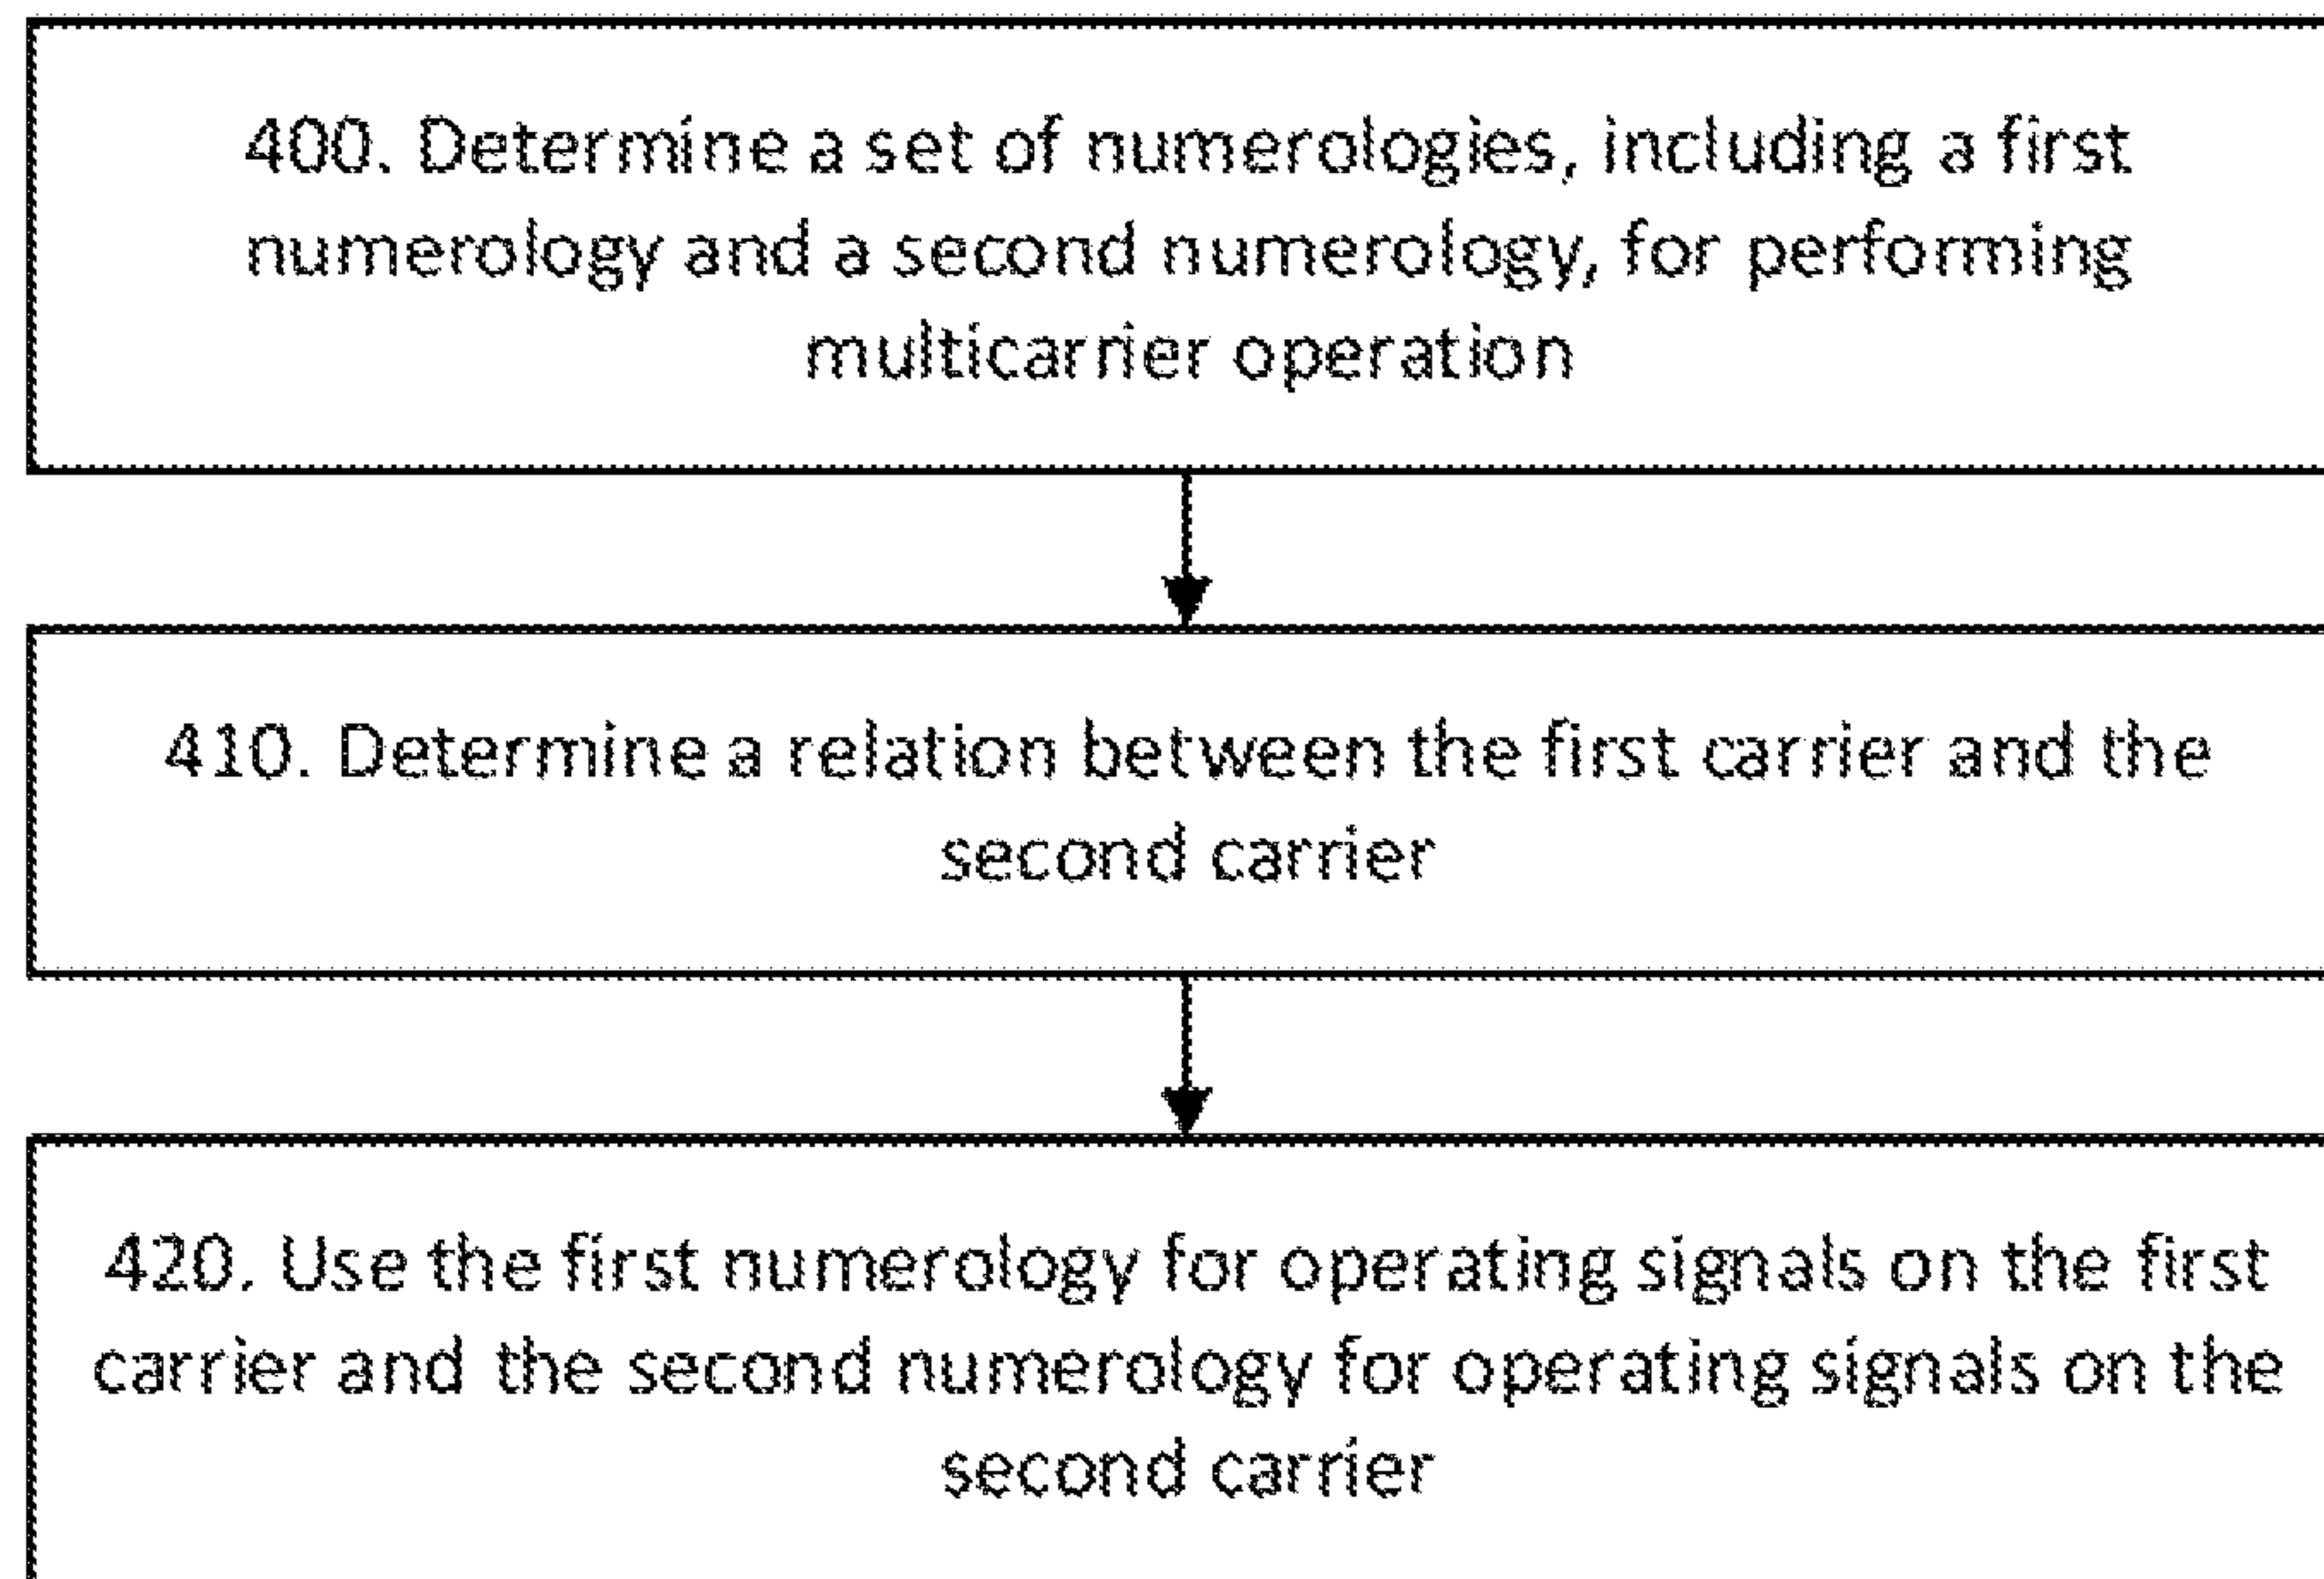 400. Determine a set of numerologies, including a first
numerology and a second numerology, for performing
multicarrier operation
410. Determine a relation between the first carrier and the
second carrier
420. Use the first numerology for operating signals on the first
carrier and the second numerology for operating signals on the
second carrier